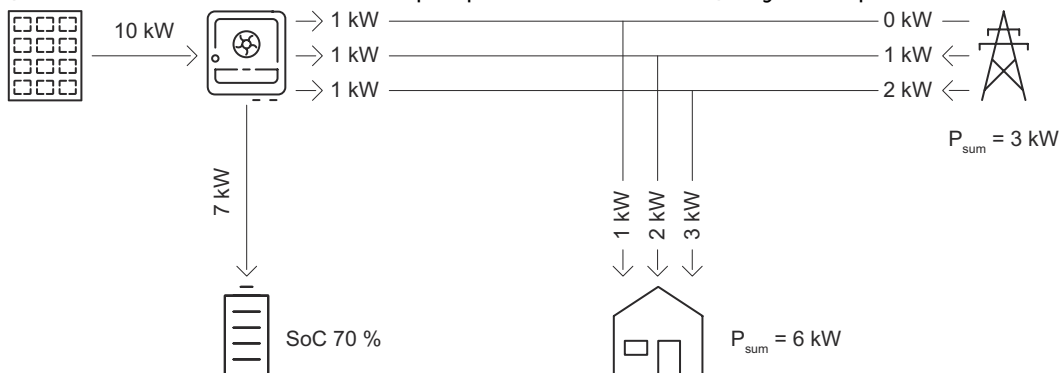 1 kW 0 kW
10 kW
1 kW 1 kW
1 kW 2 kW
P_sum = 3 kW
7 kW
1 kW
2 kW
3 kW
SoC 70 %
P_sum = 6 kW